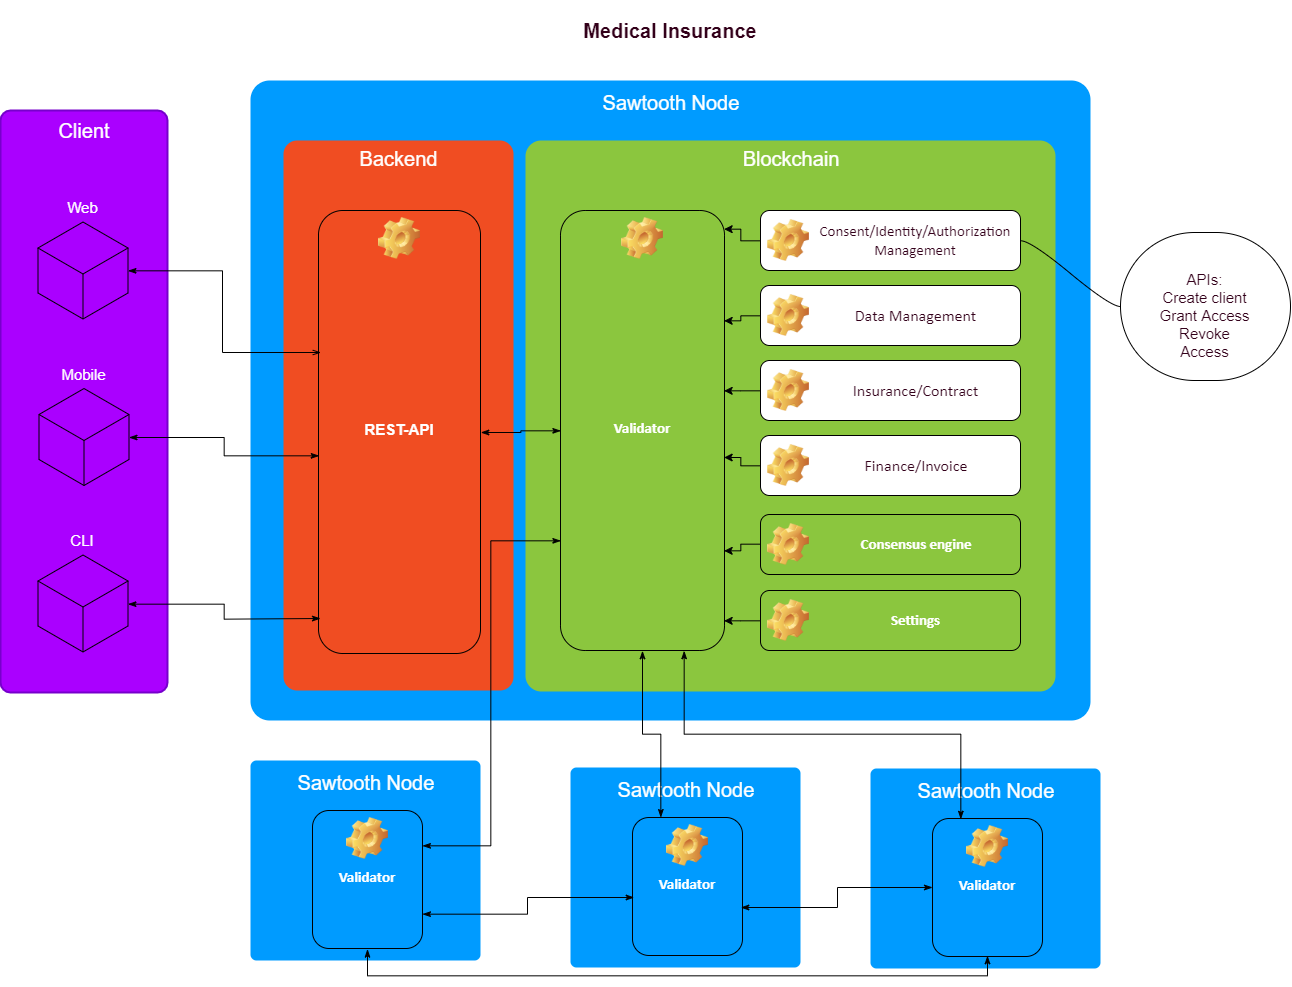 Medical Insurance
Sawtooth Node
Client
Backend
Blockchain
Web
Mobile
CLI
REST-API
Validator
Consent/Identity/Authorization
Management
Data Management
Insurance/Contract
Finance/Invoice
Consensus engine
Settings
APIs:
Create client
Grant Access
Revoke
Access
Sawtooth Node
Validator
Sawtooth Node
Validator
Sawtooth Node
Validator